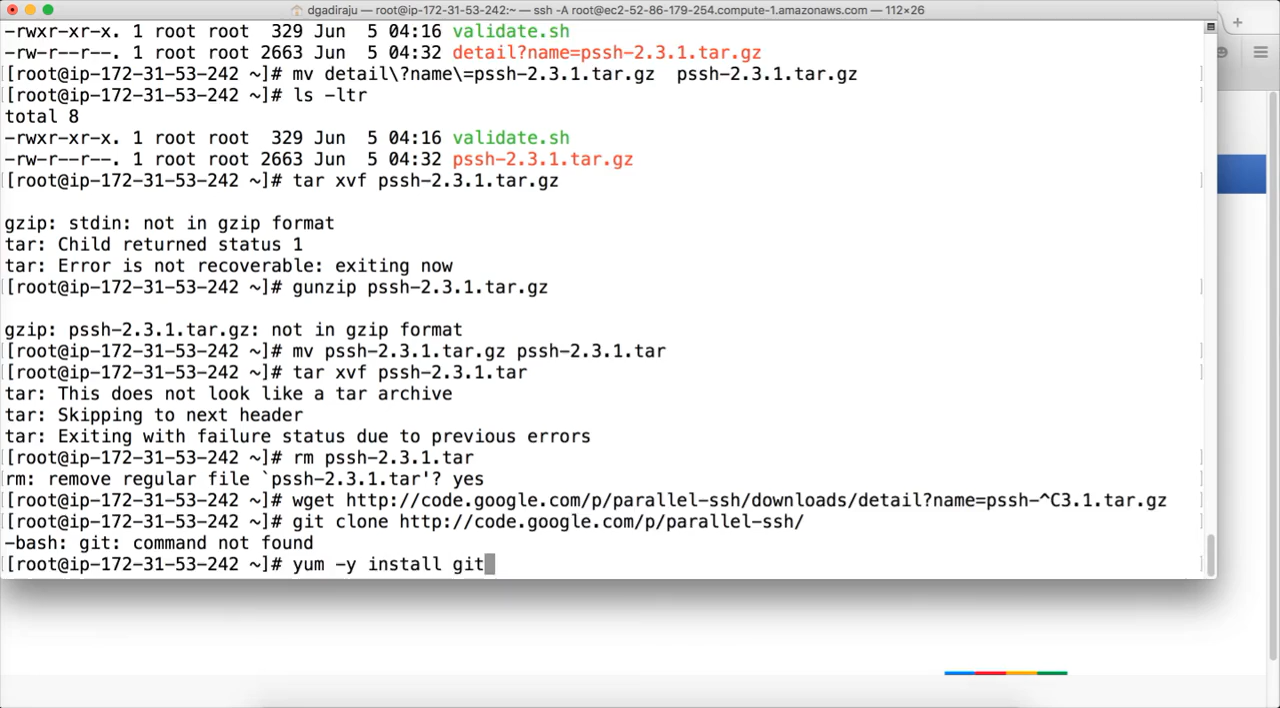 dgadiraju — root@ip-172-31-53-242:~ — ssh -A root@ec2-52-86-179-254.compute-1.amazonaws.com — 112×26
-rwxr-xr-x. 1 root root  329 Jun  5 04:16 validate.sh
-rw-r--r--. 1 root root 2663 Jun  5 04:32 detail?name=pssh-2.3.1.tar.gz
[root@ip-172-31-53-242 ~]# mv detail\?name\=pssh-2.3.1.tar.gz  pssh-2.3.1.tar.gz
[root@ip-172-31-53-242 ~]# ls -ltr
total 8
-rwxr-xr-x. 1 root root  329 Jun  5 04:16 validate.sh
-rw-r--r--. 1 root root 2663 Jun  5 04:32 pssh-2.3.1.tar.gz
[root@ip-172-31-53-242 ~]# tar xvf pssh-2.3.1.tar.gz
gzip: stdin: not in gzip format
tar: Child returned status 1
tar: Error is not recoverable: exiting now
[root@ip-172-31-53-242 ~]# gunzip pssh-2.3.1.tar.gz
gzip: pssh-2.3.1.tar.gz: not in gzip format
[root@ip-172-31-53-242 ~]# mv pssh-2.3.1.tar.gz pssh-2.3.1.tar
[root@ip-172-31-53-242 ~]# tar xvf pssh-2.3.1.tar
tar: This does not look like a tar archive
tar: Skipping to next header
tar: Exiting with failure status due to previous errors
[root@ip-172-31-53-242 ~]# rm pssh-2.3.1.tar
rm: remove regular file `pssh-2.3.1.tar'? yes
[root@ip-172-31-53-242 ~]# wget http://code.google.com/p/parallel-ssh/downloads/detail?name=pssh-^C3.1.tar.gz
[root@ip-172-31-53-242 ~]# git clone http://code.google.com/p/parallel-ssh/
-bash: git: command not found
[root@ip-172-31-53-242 ~]# yum -y install git